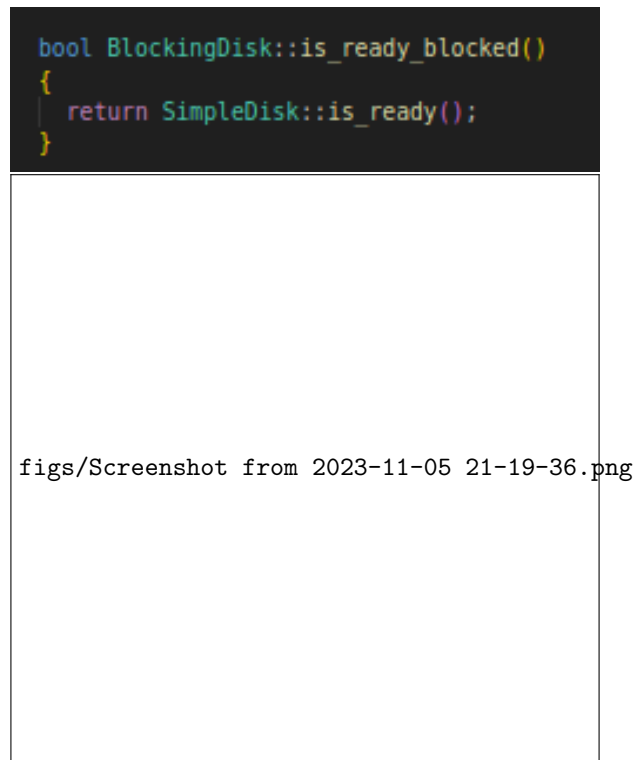 bool BlockingDisk::is_ready_blocked()
{
  return SimpleDisk::is_ready();
}
figs/Screenshot from 2023-11-05 21-19-36.png